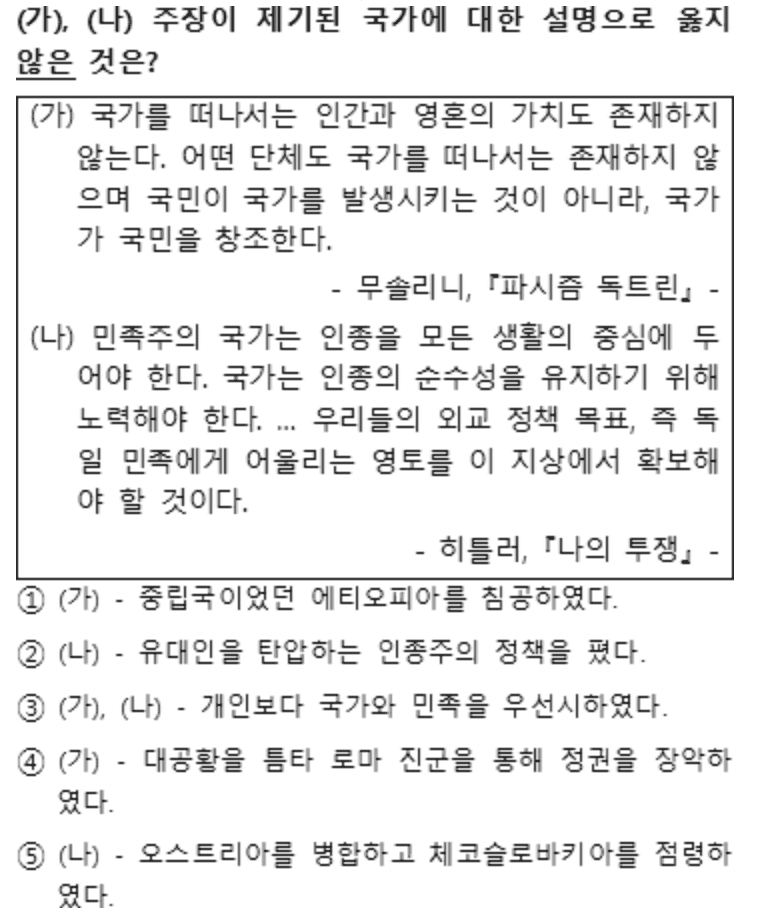 (가), (나) 주장이 제기된 국가에 대한 설명으로 옳지
않은 것은?
(가) 국가를 떠나서는 인간과 영혼의 가치도 존재하지
않는다. 어떤 단체도 국가를 떠나서는 존재하지 않
으며 국민이 국가를 발생시키는 것이 아니라, 국가
가 국민을 창조한다.
- 무솔리니, 『파시즘 독트린』 -
(나) 민족주의 국가는 인종을 모든 생활의 중심에 두
어야 한다. 국가는 인종의 순수성을 유지하기 위해
노력해야 한다. ... 우리들의 외교 정책 목표, 즉 독
일 민족에게 어울리는 영토를 이 지상에서 확보해
야 할 것이다.
- 히틀러, 『나의 투쟁』 -
① (가) - 중립국이었던 에티오피아를 침공하였다.
② (나) - 유대인을 탄압하는 인종주의 정책을 폈다.
③ (가), (나) - 개인보다 국가와 민족을 우선시하였다.
④ (가) - 대공황을 틈타 로마 진군을 통해 정권을 장악하
였다.
⑤ (나) - 오스트리아를 병합하고 체코슬로바키아를 점령하
였다.